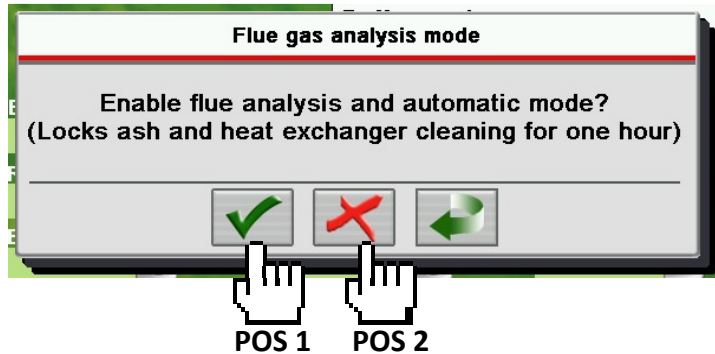 Flue gas analysis mode
Enable flue analysis and automatic mode?
(Locks ash and heat exchanger cleaning for one hour)
POS 1 POS 2